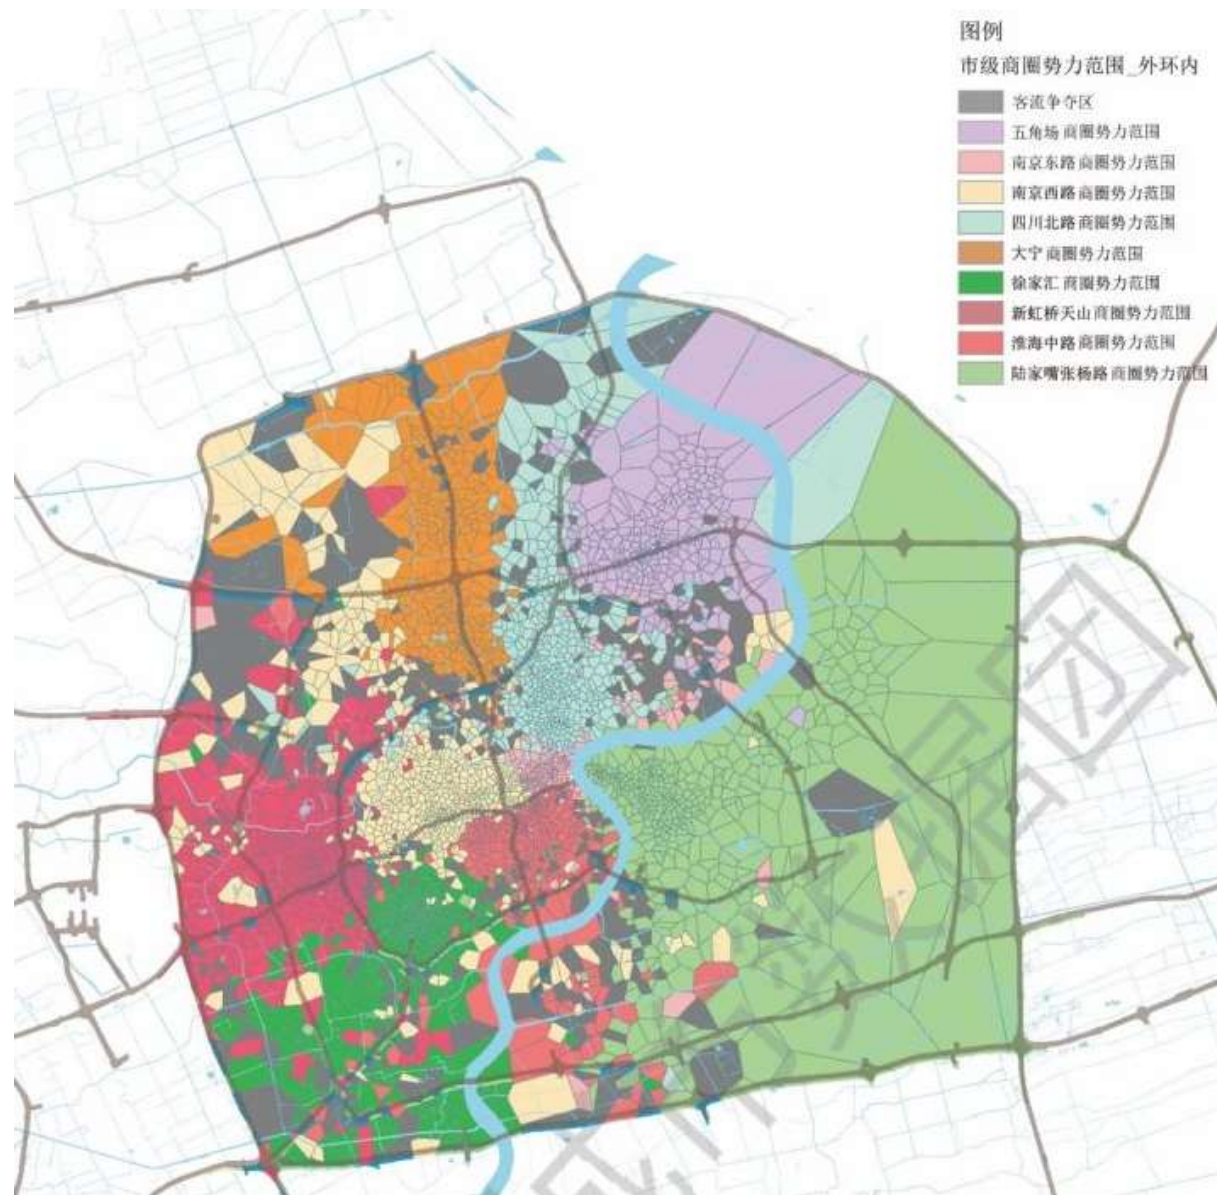 图例
市级商圈势力范围_外环内
客流争夺区
五角场商圈势力范围
南京东路商圈势力范围
南京西路商圈势力范围
四川北路商圈势力范围
大宁商圈势力范围
徐家汇商圈势力范围
新虹桥天山商圈势力范围
淮海中路商圈势力范围
陆家嘴张杨路商圈势力范围